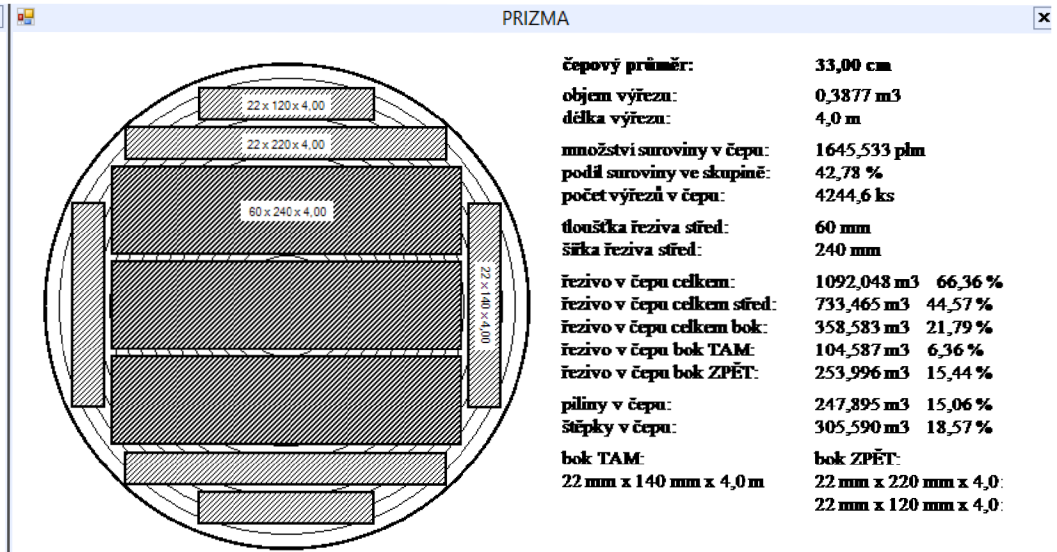 PRIZMA
22 x 120 x 4,00
22 x 220 x 4,00
60 x 240 x 4,00
22 x 140 x 4,00
čepový průměr: 33,00 cm
objem výřezu: 0,3877 m3
délka výřezu: 4,0 m
množství suroviny v čepu: 1645,533 plm
podíl suroviny ve skupině: 42,78 %
počet výřezů v čepu: 4244,6 ks
tloušťka řeziva střed: 60 mm
šířka řeziva střed: 240 mm
řezivo v čepu celkem: 1092,048 m3 66,36 %
řezivo v čepu celkem střed: 733,465 m3 44,57 %
řezivo v čepu celkem bok: 358,583 m3 21,79 %
řezivo v čepu bok TAM: 104,587 m3 6,36 %
řezivo v čepu bok ZPĚT: 253,996 m3 15,44 %
piliny v čepu: 247,895 m3 15,06 %
štěpky v čepu: 305,590 m3 18,57 %
bok TAM: bok ZPĚT:
22 mm x 140 mm x 4,0 m 22 mm x 220 mm x 4,0:
22 mm x 120 mm x 4,0: